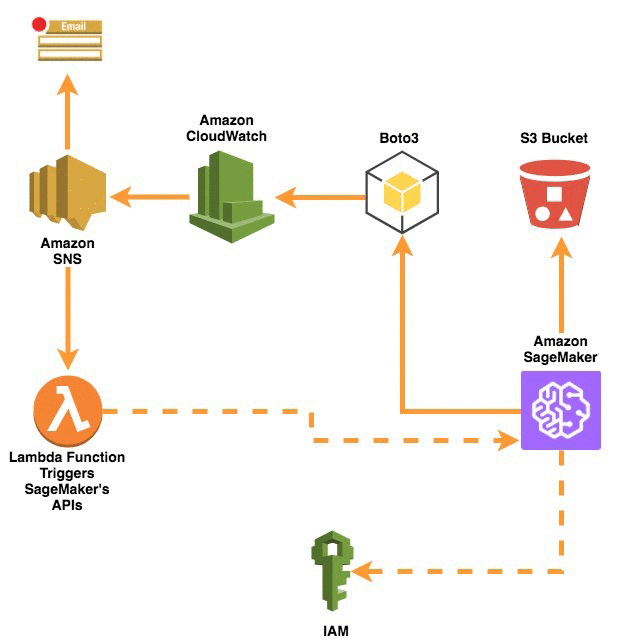 Email
Amazon
CloudWatch
Boto3
S3 Bucket
Amazon
SNS
Amazon
SageMaker
λ
Lambda Function
Triggers
SageMaker's
APIs
IAM